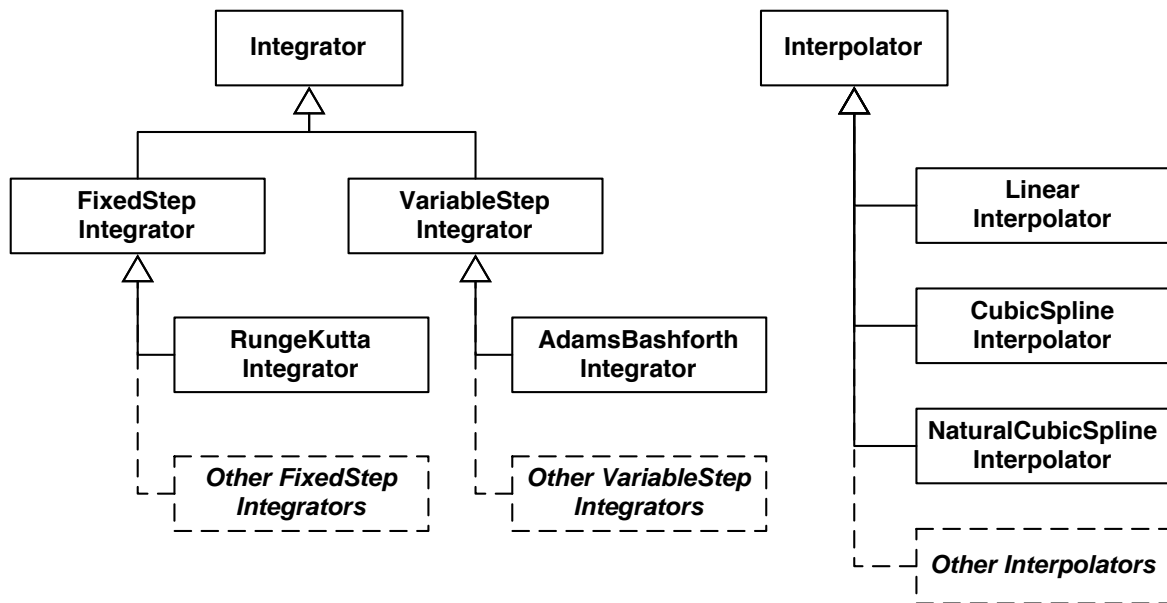 Integrator
Interpolator
FixedStep
Integrator
VariableStep
Integrator
Linear
Interpolator
RungeKutta
Integrator
AdamsBashforth
Integrator
CubicSpline
Interpolator
NaturalCubicSpline
Interpolator
Other FixedStep
Integrators
Other VariableStep
Integrators
Other Interpolators